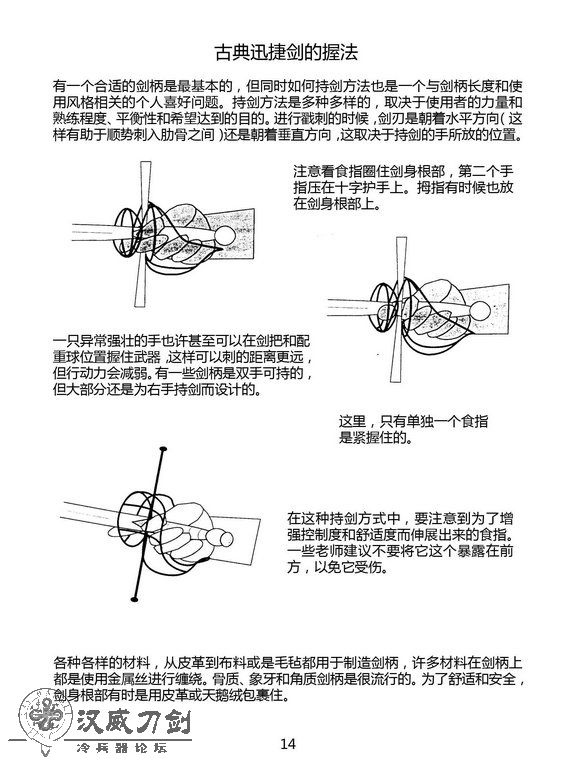 古典迅捷剑的握法
有一个合适的剑柄是最基本的，但同时如何持剑方法也是一个与剑柄长度和使
用风格相关的个人喜好问题。持剑方法是多种多样的，取决于使用者的力量和
熟练程度、平衡性和希望达到的目的。进行戳刺的时候，剑刃是朝着水平方向（这
样有助于顺势刺入肋骨之间）还是朝着垂直方向，这取决于持剑的手所放的位置。
注意看食指圈住剑身根部，第二个手
指压在十字护手上。拇指有时候也放
在剑身根部上。
一只异常强壮的手也许甚至可以在剑把和配
重球位置握住武器，这样可以刺的距离更远，
但行动力会减弱。有一些剑柄是双手可持的，
但大部分还是为右手持剑而设计的。
这里，只有单独一个食指
是紧握住的。
在这种持剑方式中，要注意到为了增
强控制度和舒适度而伸展出来的食指。
一些老师建议不要将它这个暴露在前
方，以免它受伤。
各种各样的材料，从皮革到布料或是毛毡都用于制造剑柄，许多材料在剑柄上
都是使用金属丝进行缠绕。骨质、象牙和角质剑柄是很流行的。为了舒适和安全，
剑身根部有时是用皮革或天鹅绒包裹住。
汉威刀剑
冷兵器论坛
14